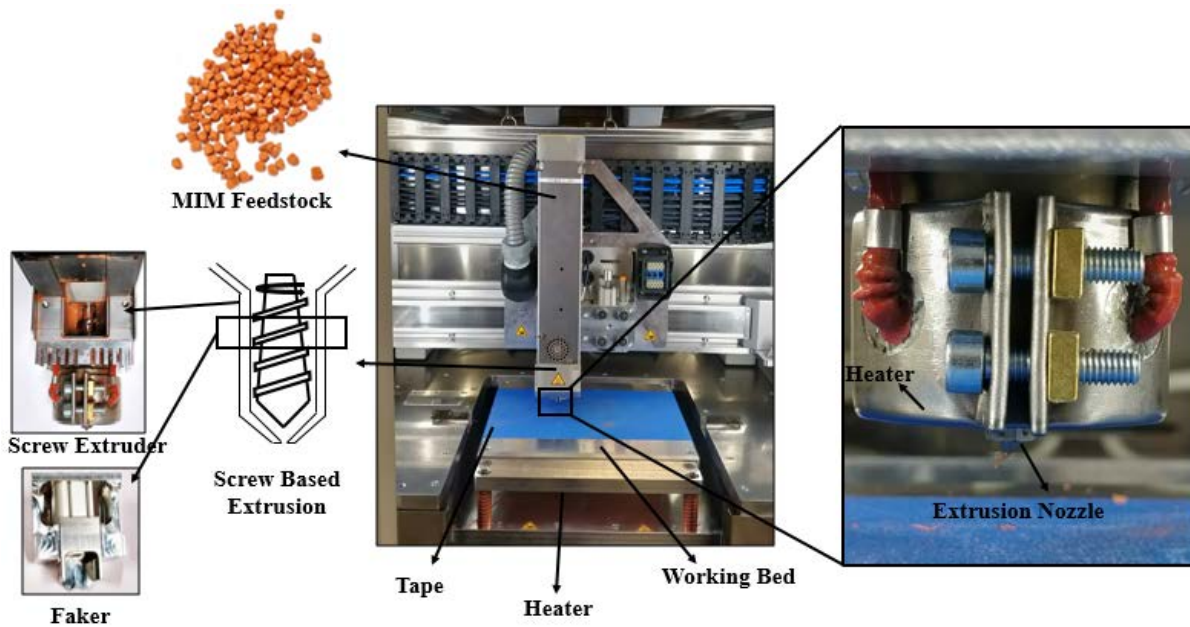 MIM Feedstock
Screw Extruder
Screw Based
Extrusion
Faker
Tape
Heater
Working Bed
Heater
Extrusion Nozzle